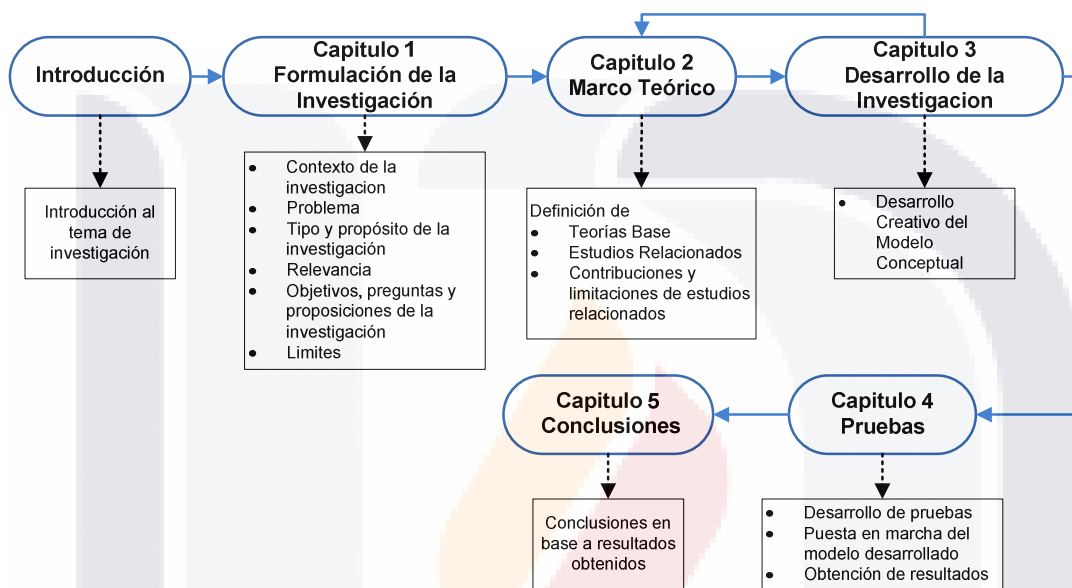 Introducción
Capitulo 1
Formulación de la
Investigación
Capitulo 2
Marco Teórico
Capitulo 3
Desarrollo de la
Investigacion
Introducción al
tema de
investigación
• Contexto de la
investigacion
• Problema
• Tipo y propósito de la
investigación
• Relevancia
• Objetivos, preguntas y
proposiciones de la
investigación
• Limites
Definición de
• Teorías Base
• Estudios Relacionados
• Contribuciones y
limitaciones de estudios
relacionados
• Desarrollo
Creativo del
Modelo
Conceptual
Capitulo 5
Conclusiones
Capitulo 4
Pruebas
Conclusiones en
base a resultados
obtenidos
• Desarrollo de pruebas
• Puesta en marcha del
modelo desarrollado
• Obtención de resultados